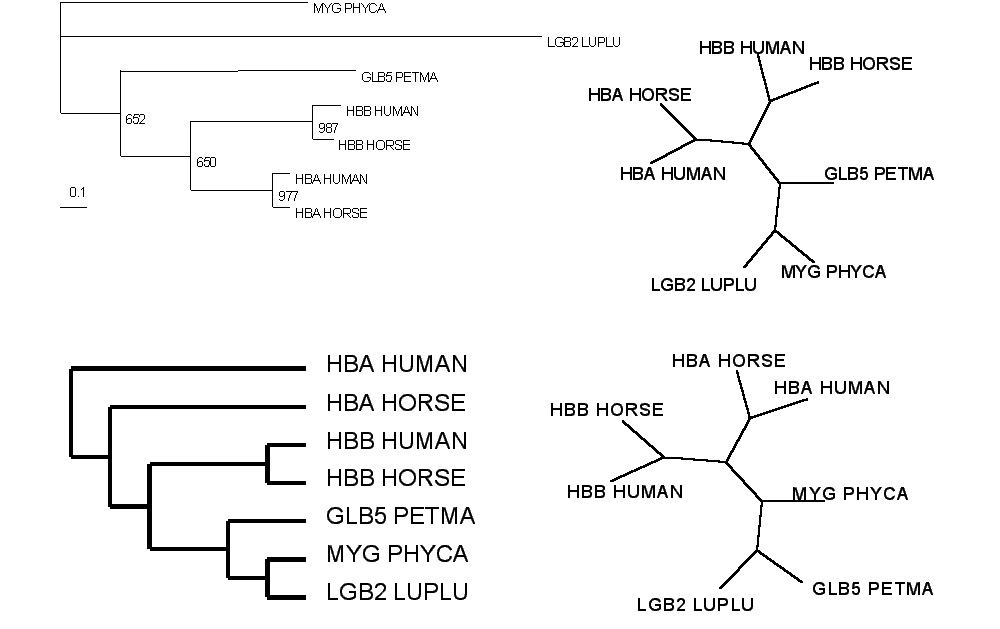 MYG PHYCA
LGB2 LUPLU
GLB5 PETMA
HBB HUMAN
652
987
HBB HORSE
650
HBA HUMAN
0.1
977
HBA HORSE
HBB HUMAN
HBB HORSE
HBA HORSE
HBA HUMAN
GLB5 PETMA
MYG PHYCA
LGB2 LUPLU
HBA HUMAN
HBA HORSE
HBB HUMAN
HBB HORSE
GLB5 PETMA
MYG PHYCA
LGB2 LUPLU
HBA HORSE
HBA HUMAN
HBB HORSE
HBB HUMAN
MYG PHYCA
GLB5 PETMA
LGB2 LUPLU